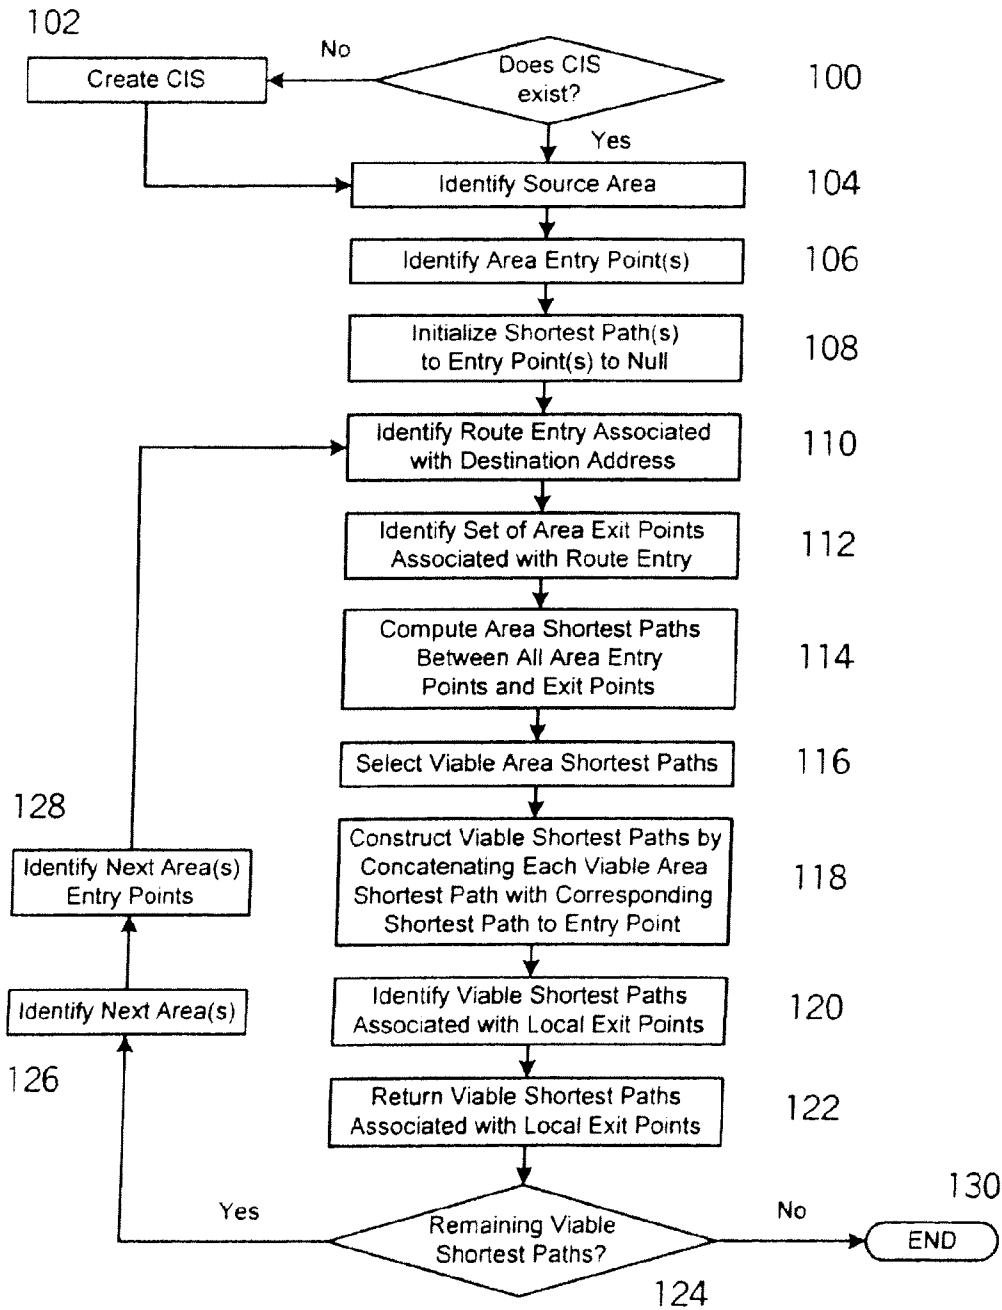 102
No
Create CIS
Does CIS
exist?
100
Yes
Identify Source Area
104
Identify Area Entry Point(s)
106
Initialize Shortest Path(s)
to Entry Point(s) to Null
108
Identify Route Entry Associated
with Destination Address
110
Identify Set of Area Exit Points
Associated with Route Entry
112
Compute Area Shortest Paths
Between All Area Entry
Points and Exit Points
114
Select Viable Area Shortest Paths
116
Construct Viable Shortest Paths by
Concatenating Each Viable Area
Shortest Path with Corresponding
Shortest Path to Entry Point
118
Identify Viable Shortest Paths
Associated with Local Exit Points
120
Return Viable Shortest Paths
Associated with Local Exit Points
122
Remaining Viable
Shortest Paths?
124
Yes
No
130
END
126
Identify Next Area(s)
128
Identify Next Area(s)
Entry Points